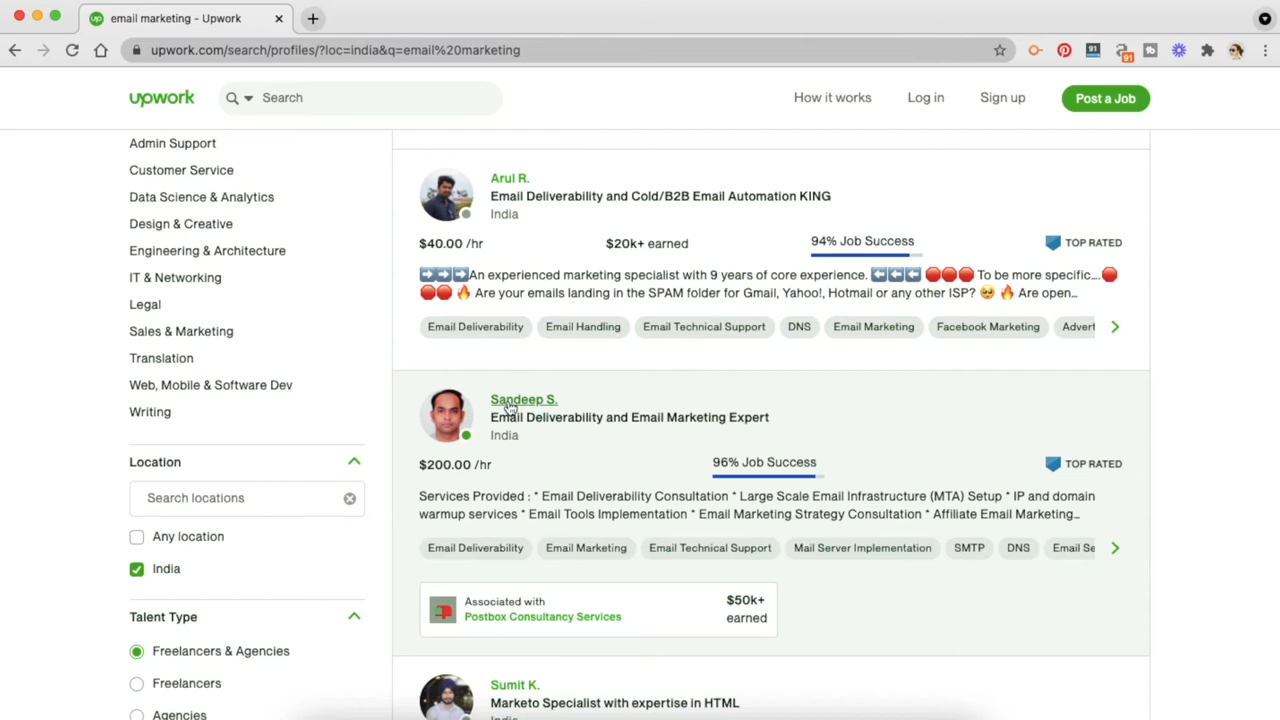 email marketing - Upwork
upwork.com/search/profiles/?loc=india&q=email%20marketing
upwork
Search
How it works
Log in
Sign up
Post a Job
Admin Support
Customer Service
Data Science & Analytics
Design & Creative
Engineering & Architecture
IT & Networking
Legal
Sales & Marketing
Translation
Web, Mobile & Software Dev
Writing
Location
Search locations
Any location
India
Talent Type
Freelancers & Agencies
Freelancers
Agencies
Arul R.
Email Deliverability and Cold/B2B Email Automation KING
India
$40.00 /hr $20k+ earned 94% Job Success TOP RATED
➡️➡️➡️An experienced marketing specialist with 9 years of core experience. ⬅️⬅️⬅️ 🛑🛑🛑 To be more specific....🛑
🛑🛑 🔥 Are your emails landing in the SPAM folder for Gmail, Yahoo!, Hotmail or any other ISP? 🥺 🔥 Are open...
Email Deliverability Email Handling Email Technical Support DNS Email Marketing Facebook Marketing Advert
Sandeep S.
Email Deliverability and Email Marketing Expert
India
$200.00 /hr 96% Job Success TOP RATED
Services Provided : * Email Deliverability Consultation * Large Scale Email Infrastructure (MTA) Setup * IP and domain
warmup services * Email Tools Implementation * Email Marketing Strategy Consultation * Affiliate Email Marketing...
Email Deliverability Email Marketing Email Technical Support Mail Server Implementation SMTP DNS Email Se
Associated with
Postbox Consultancy Services
$50k+
earned
Sumit K.
Marketo Specialist with expertise in HTML
India